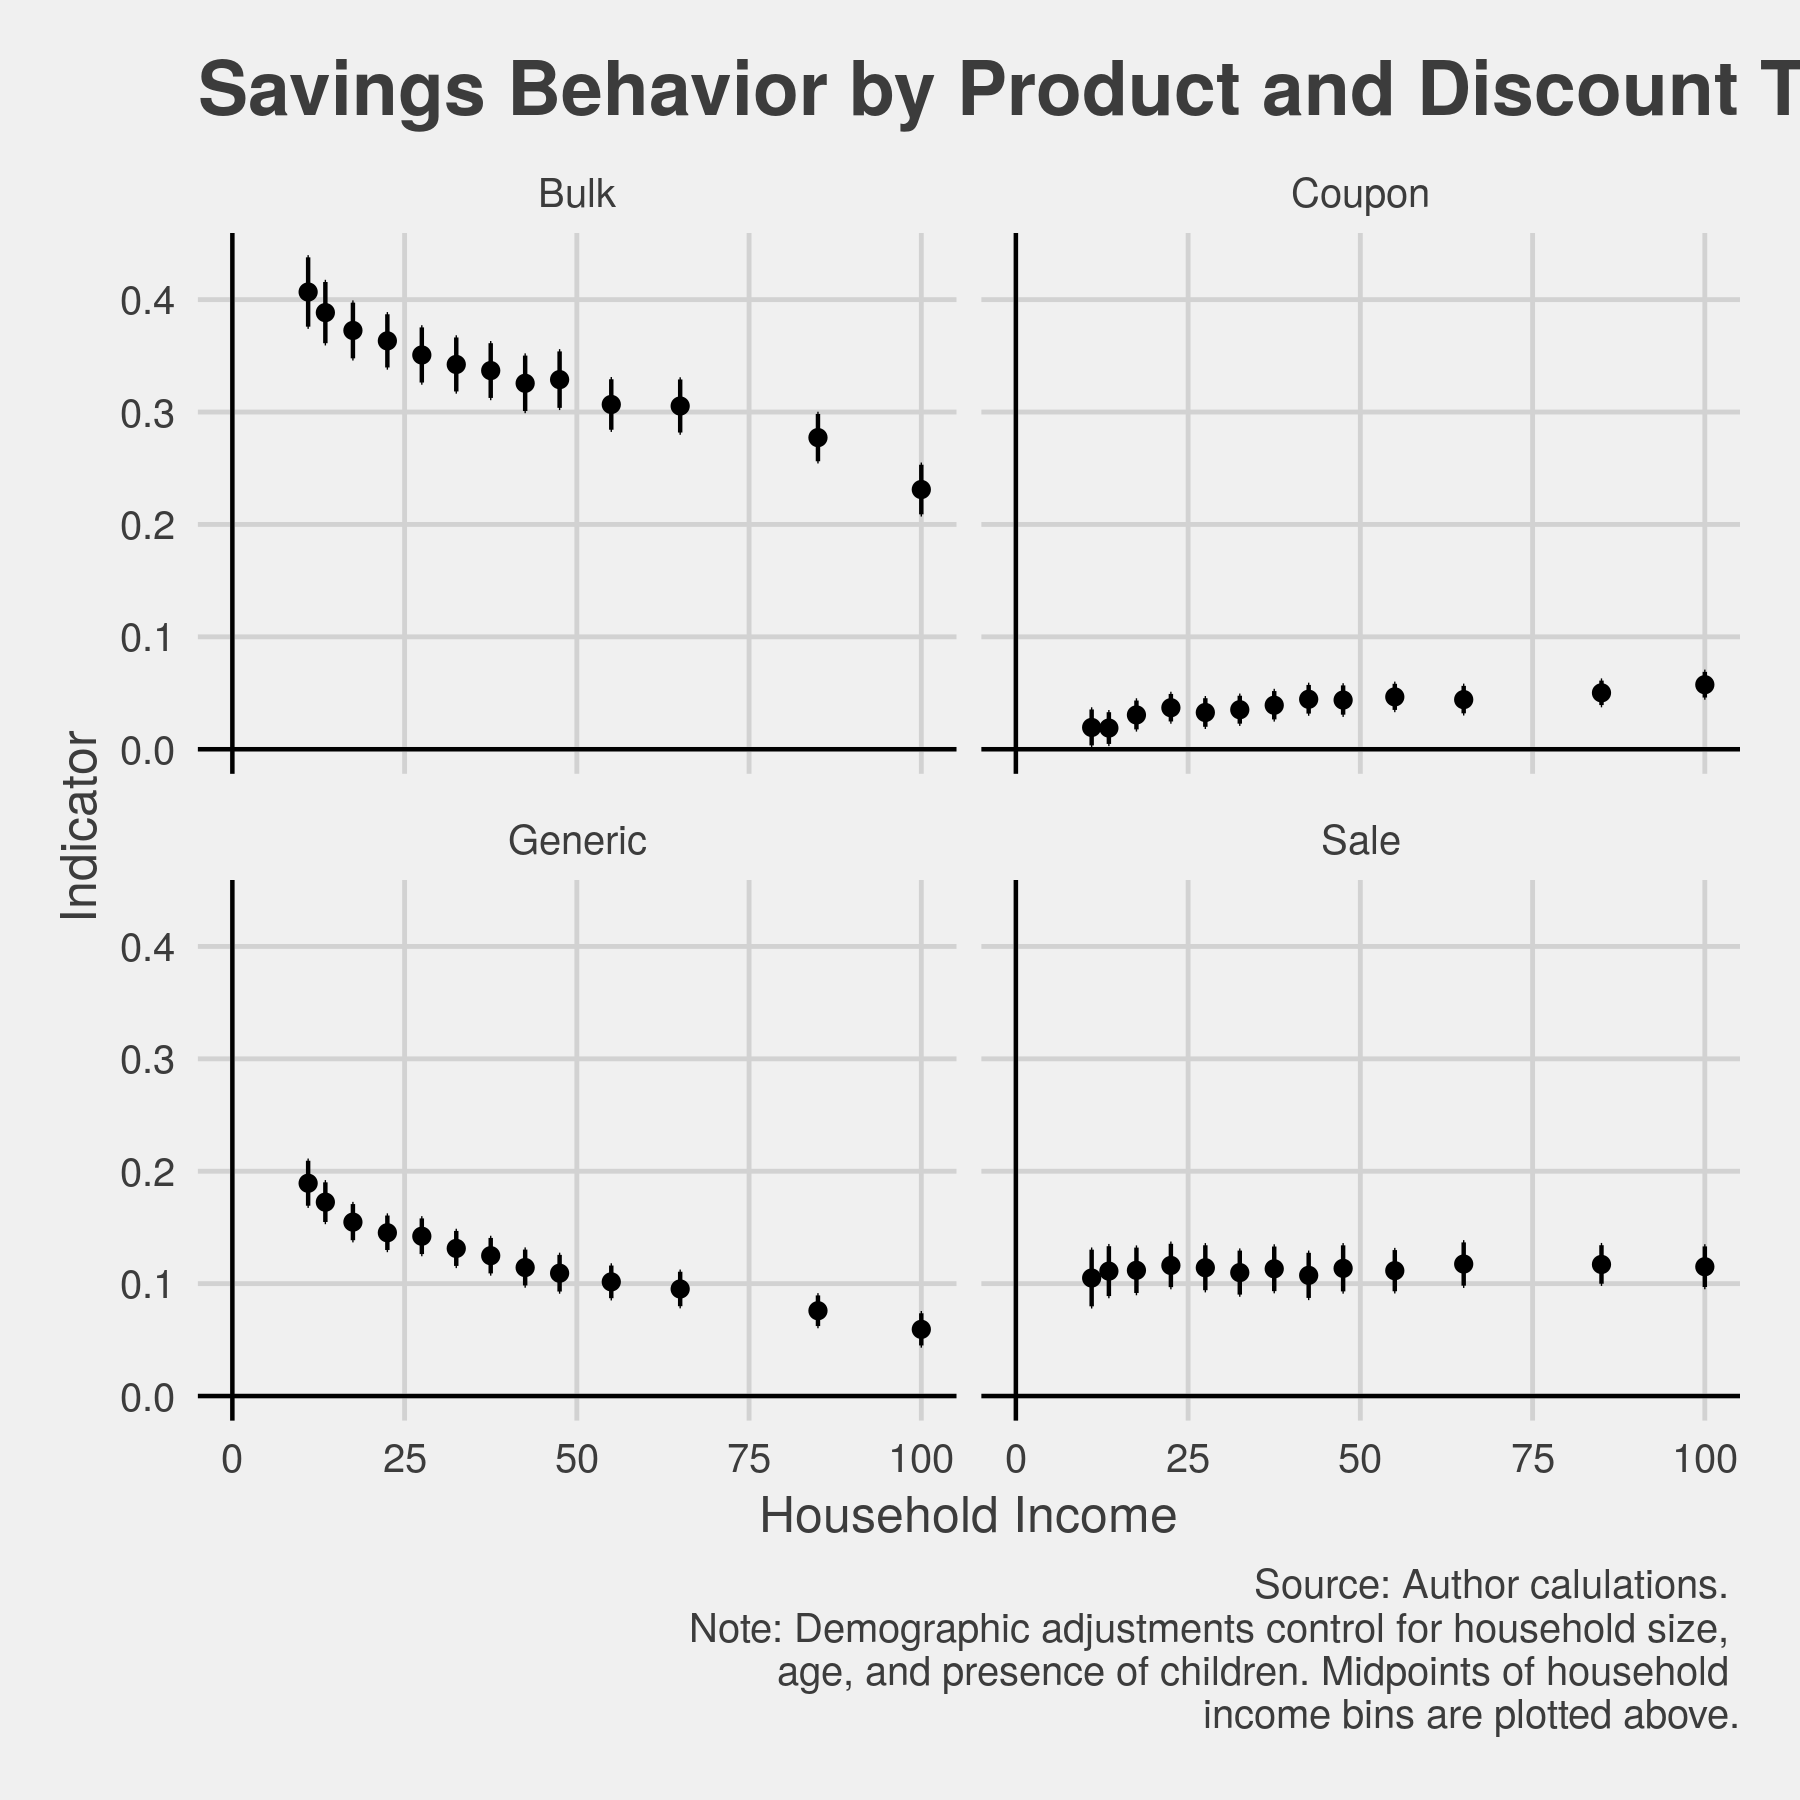 Savings Behavior by Product and Discount T
Bulk
Coupon
0.4
0.3
0.2
0.1
0.0
Indicator
Generic
Sale
0.4
0.3
0.2
0.1
0.0
0 25 50 75 100 0 25 50 75 100
Household Income
Source: Author calulations.
Note: Demographic adjustments control for household size,
age, and presence of children. Midpoints of household
income bins are plotted above.